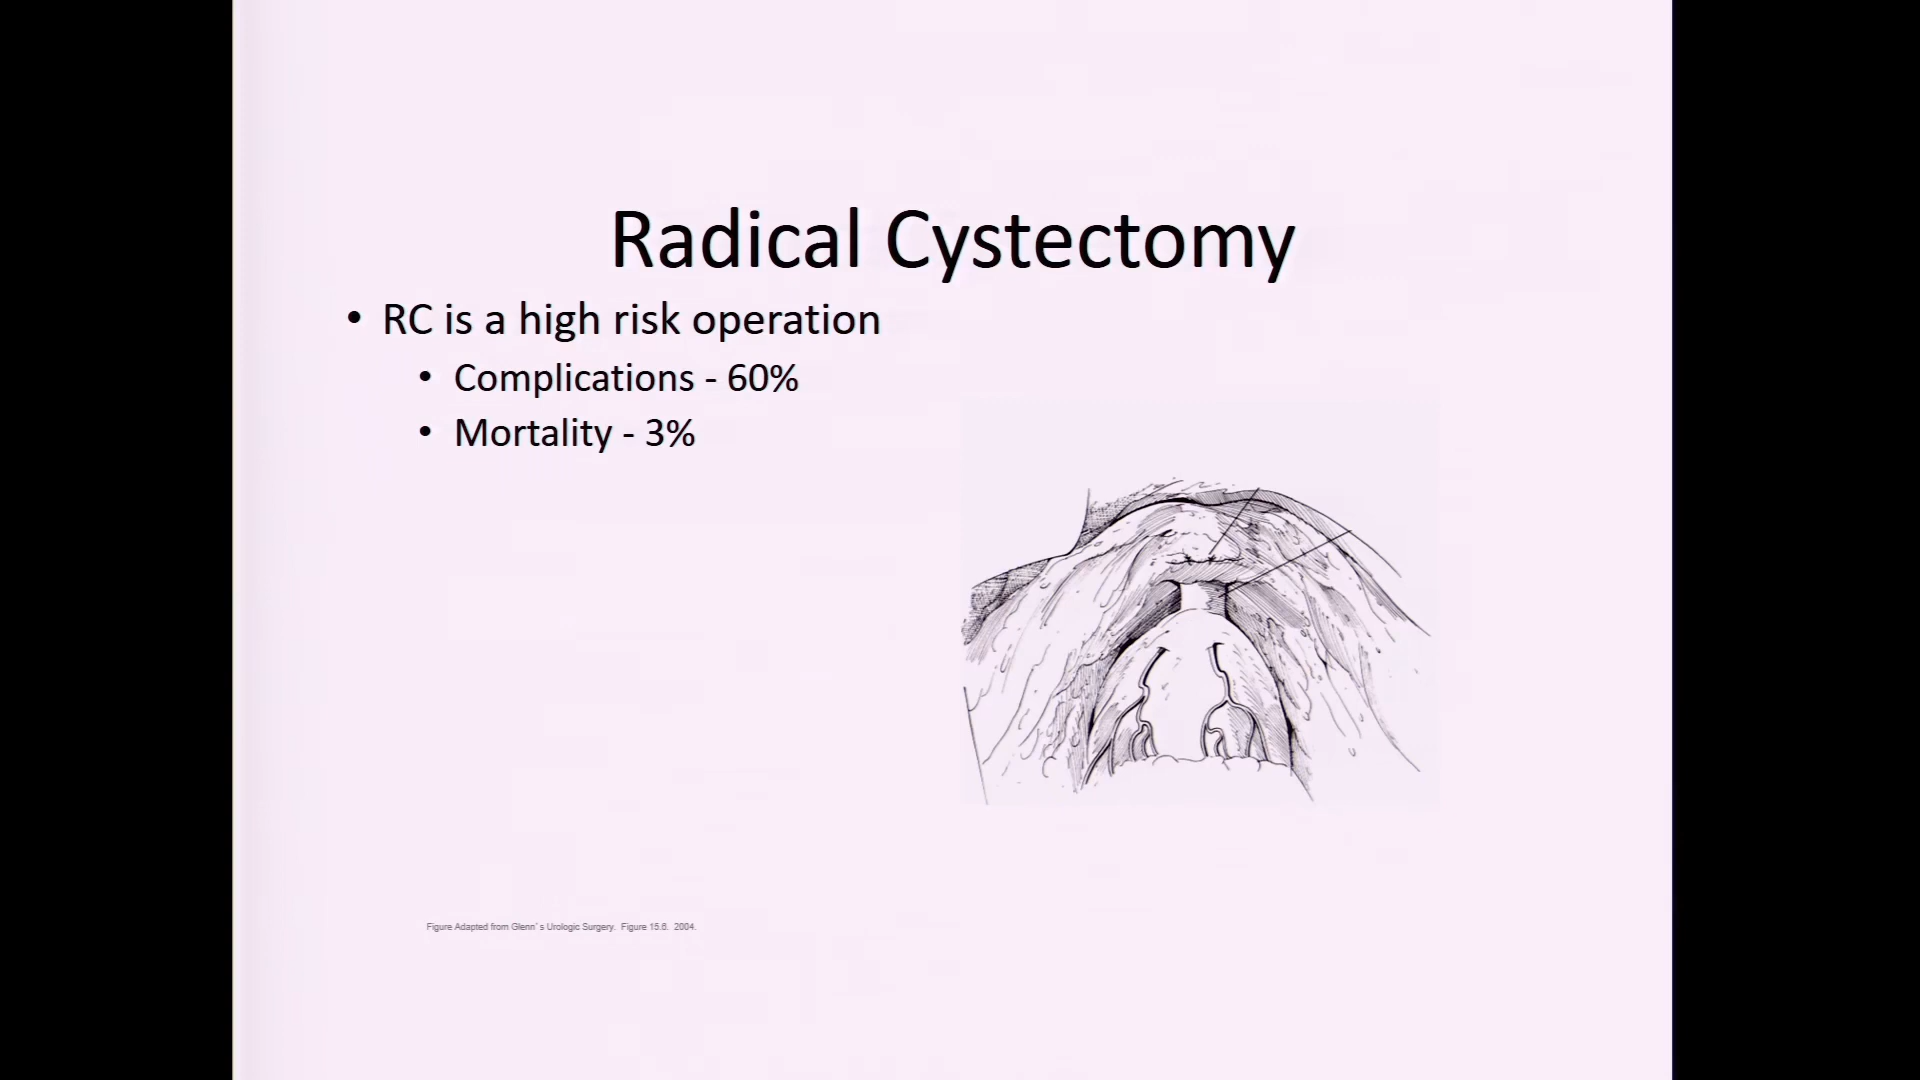 Radical Cystectomy
• RC is a high risk operation
• Complications - 60%
• Mortality - 3%
Figure Adapted from Glenn's Urologic Surgery. Figure 15.6. 2004.